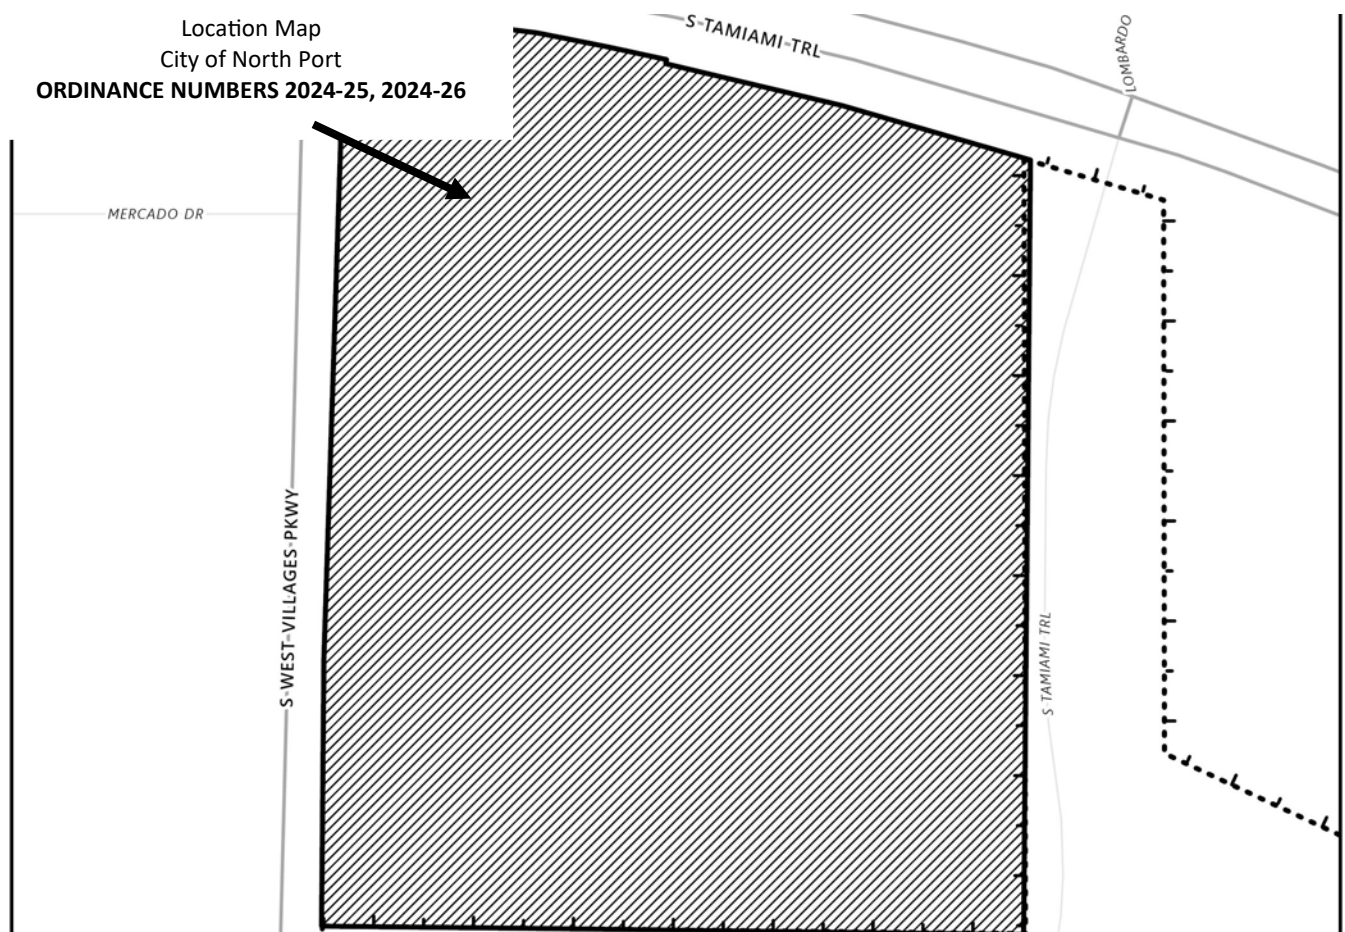 Location Map
City of North Port
ORDINANCE NUMBERS 2024-25, 2024-26
S-TAMIAMI-TRL
LOMBARDO
MERCADO DR
S-WEST-VILLAGES-PKWY
S TAMIAMI TRL